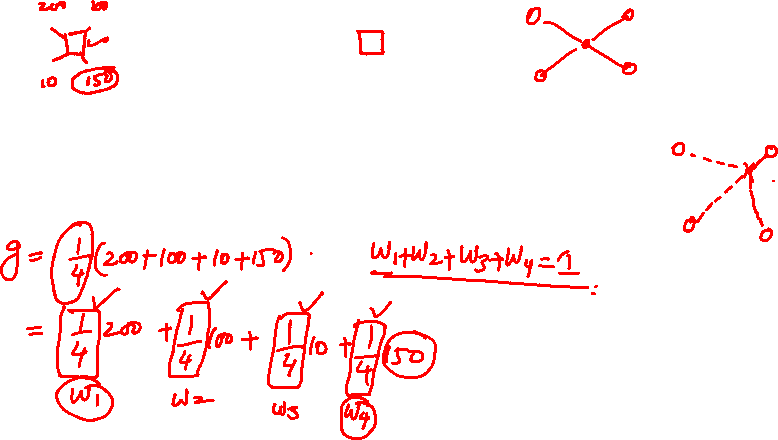 200 100
10 150
g = 1/4 (200+100+10+150) .
W1+W2+W3+W4=1
= 1/4 200 + 1/4 100 + 1/4 10 + 1/4 150
W1 W2 W3 W4